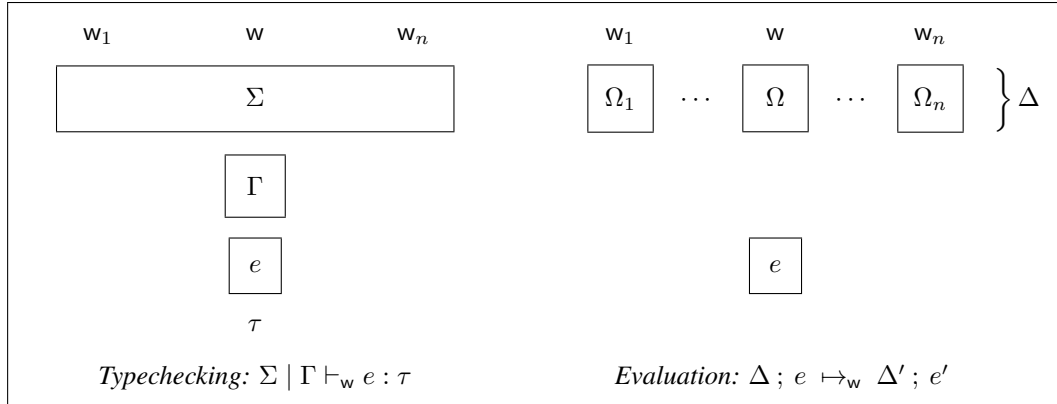 w₁ w wₙ w₁ w wₙ
Σ Ω₁ ⋯ Ω ⋯ Ωₙ } Δ
Γ
e e
τ
Typechecking: Σ | Γ ⊢w e : τ Evaluation: Δ ; e ↦w Δ′ ; e′